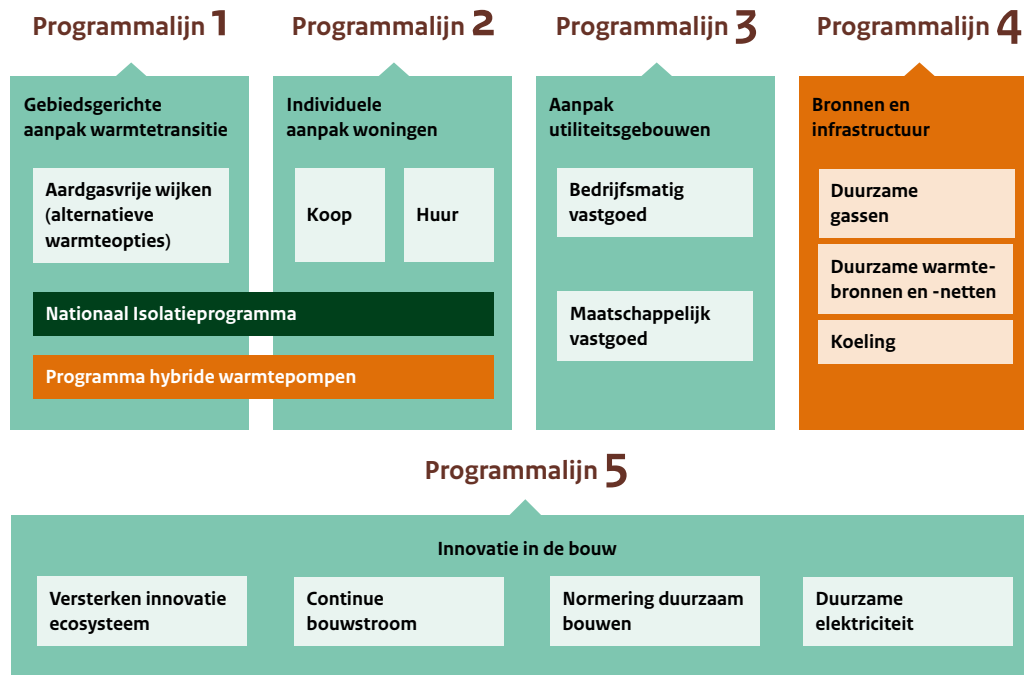 Programmalijn 1
Gebiedsgerichte
aanpak warmtetransitie
Aardgasvrije wijken
(alternatieve
warmteopties)
Programmalijn 2
Individuele
aanpak woningen
Koop
Huur
Nationaal Isolatieprogramma
Programma hybride warmtepompen
Programmalijn 3
Aanpak
utiliteitsgebouwen
Bedrijfsmatig
vastgoed
Maatschappelijk
vastgoed
Programmalijn 4
Bronnen en
infrastructuur
Duurzame
gassen
Duurzame warmte-
bronnen en -netten
Koeling
Programmalijn 5
Innovatie in de bouw
Versterken innovatie
ecosysteem
Continue
bouwstroom
Normering duurzaam
bouwen
Duurzame
elektriciteit